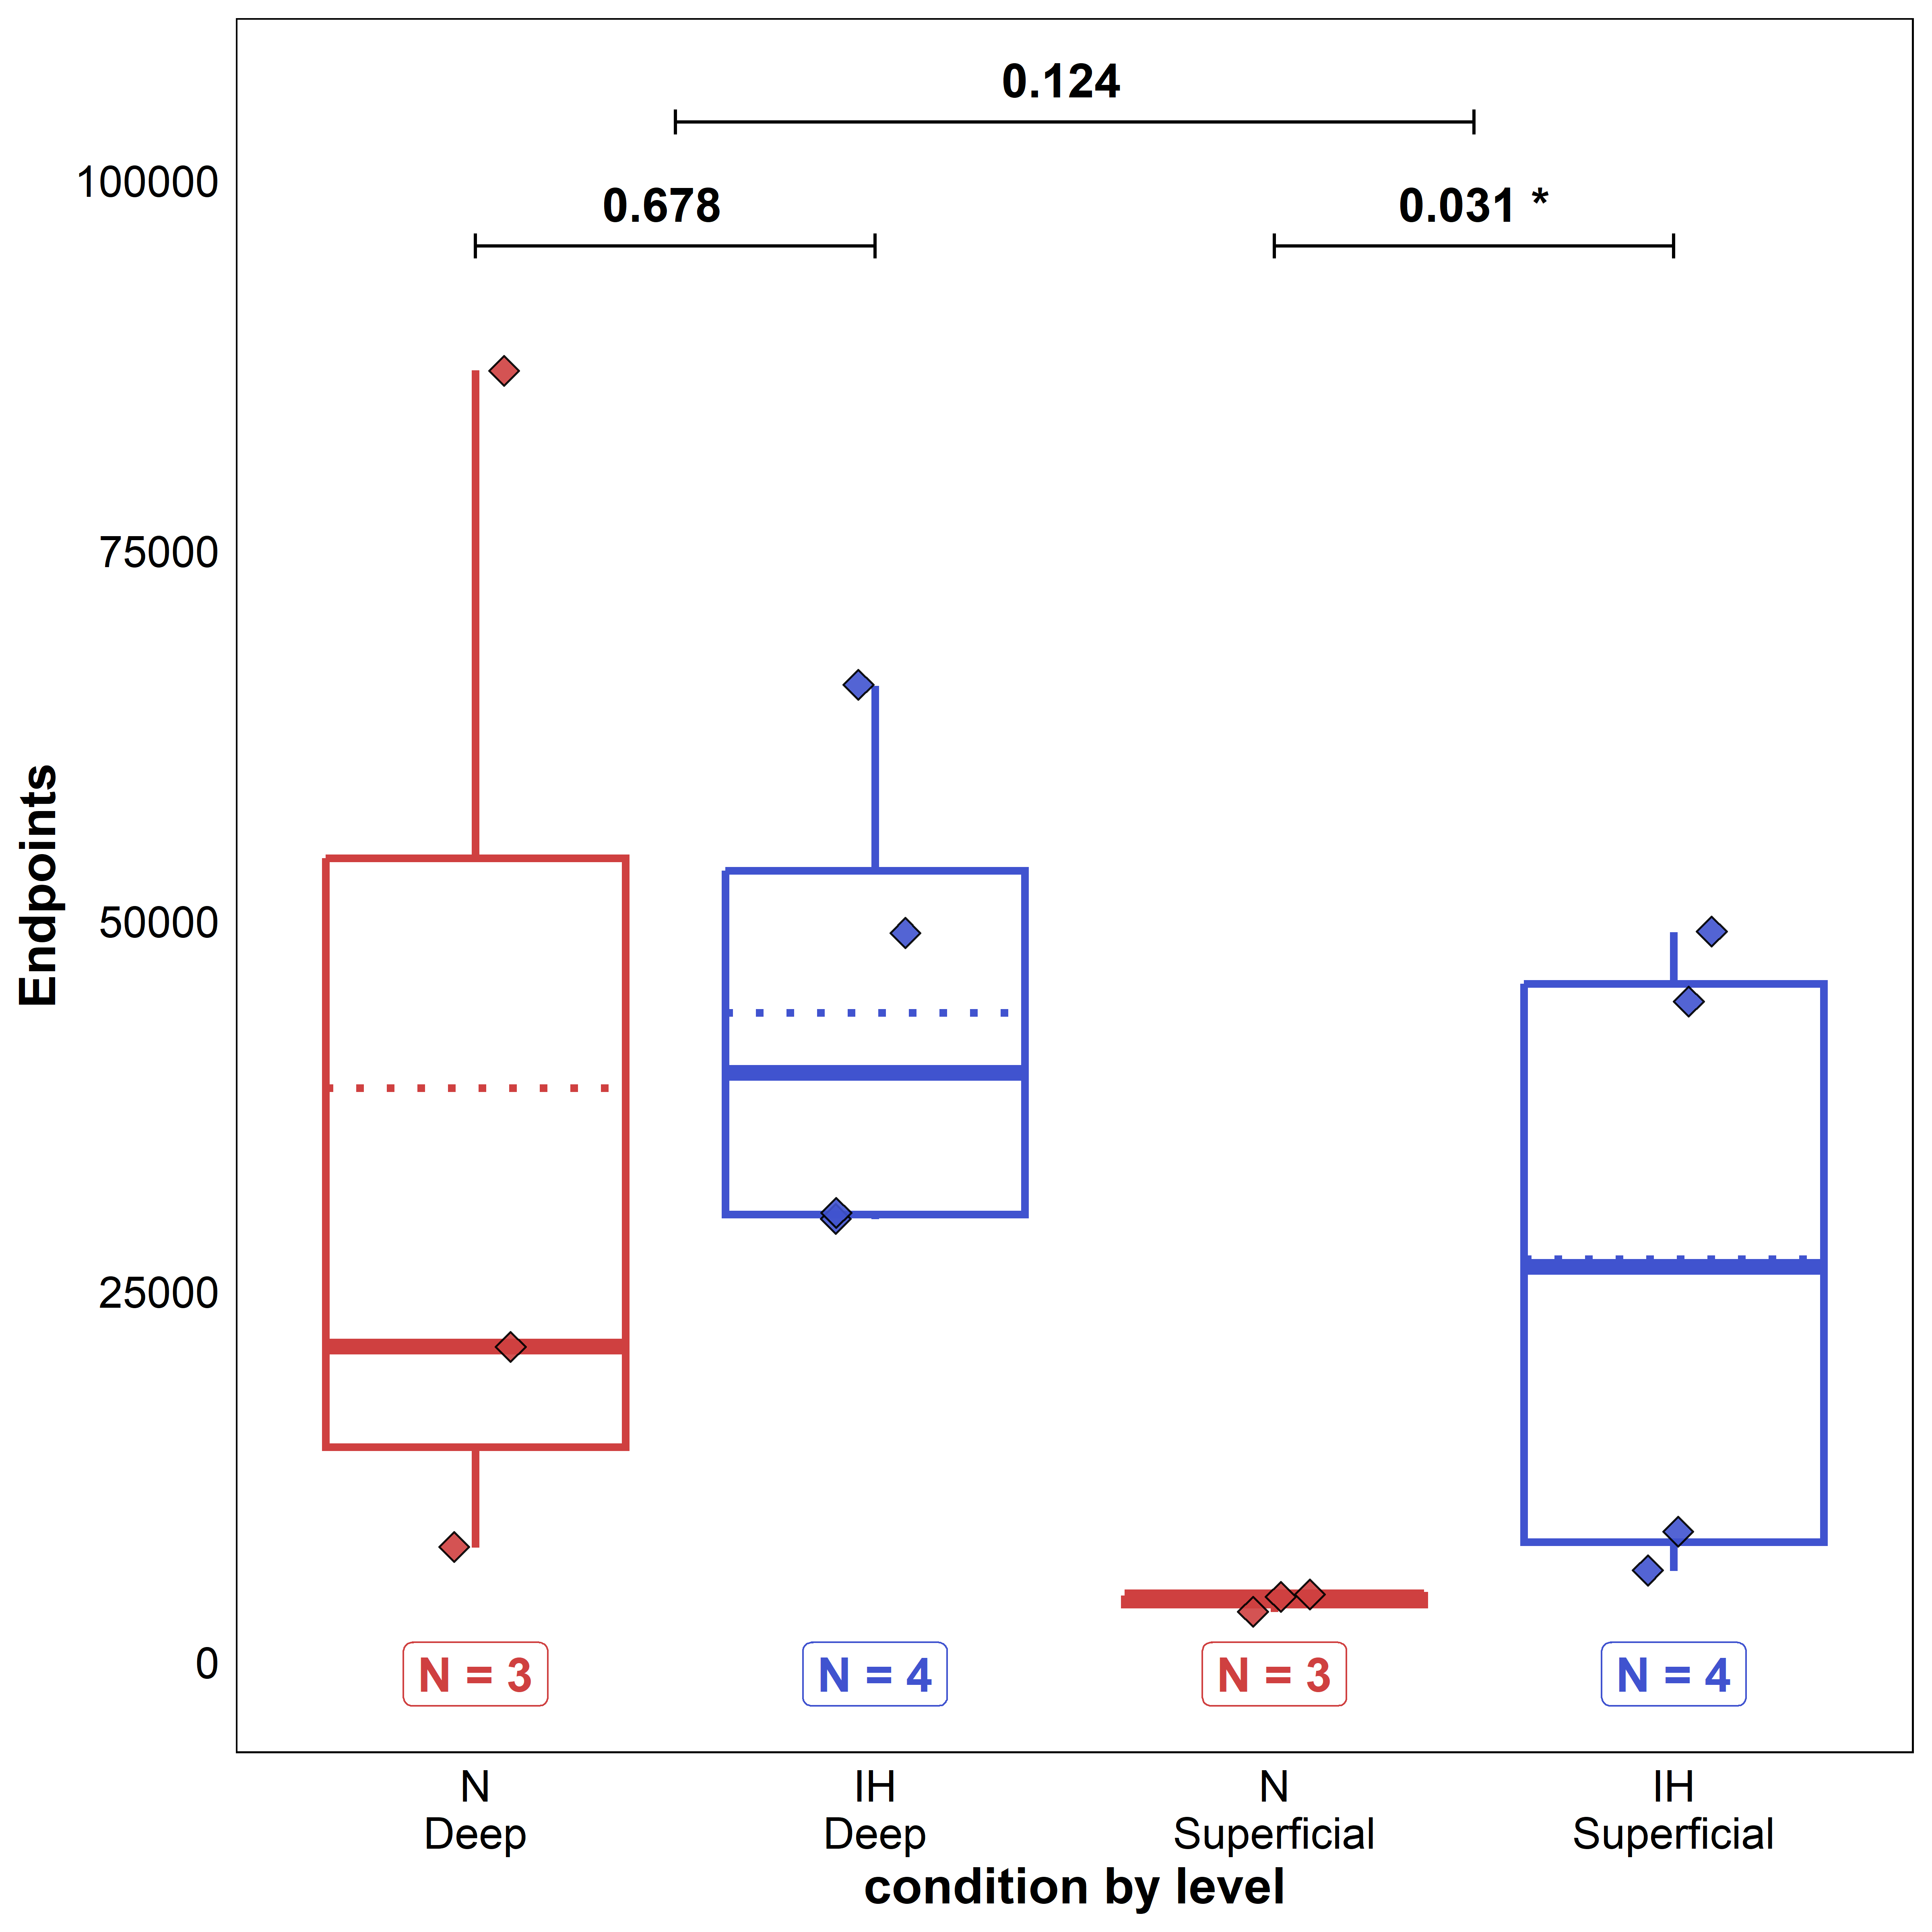 0.124
0.678
0.031 *
Endpoints
100000
75000
50000
25000
0
N = 3
N = 4
N = 3
N = 4
N
Deep
IH
Deep
N
Superficial
IH
Superficial
condition by level